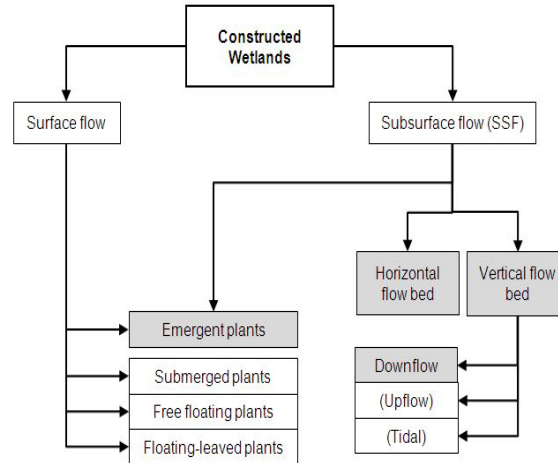 Constructed
Wetlands
Surface flow
Subsurface flow (SSF)
Horizontal
flow bed
Vertical flow
bed
Emergent plants
Submerged plants
Free floating plants
Floating-leaved plants
Downflow
(Upflow)
(Tidal)